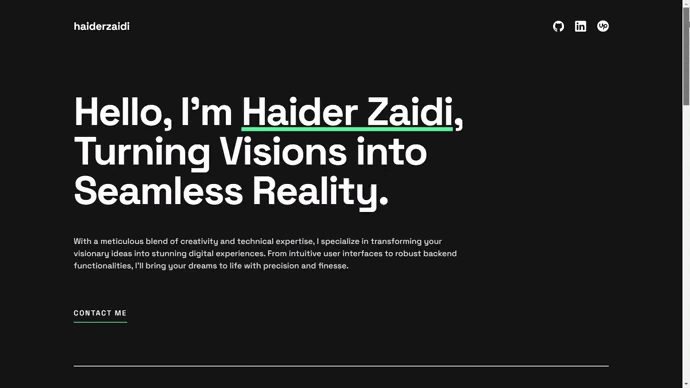 haiderzaidi
Hello, I'm Haider Zaidi,
Turning Visions into
Seamless Reality.
With a meticulous blend of creativity and technical expertise, I specialize in transforming your
visionary ideas into stunning digital experiences. From intuitive user interfaces to robust backend
functionalities, I'll bring your dreams to life with precision and finesse.
CONTACT ME